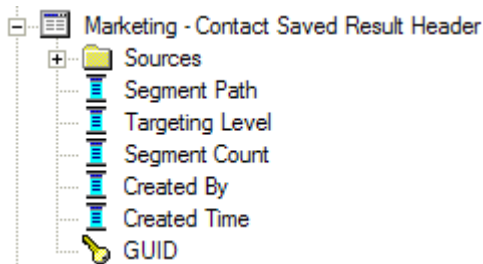 Marketing - Contact Saved Result Header
Sources
Segment Path
Targeting Level
Segment Count
Created By
Created Time
GUID